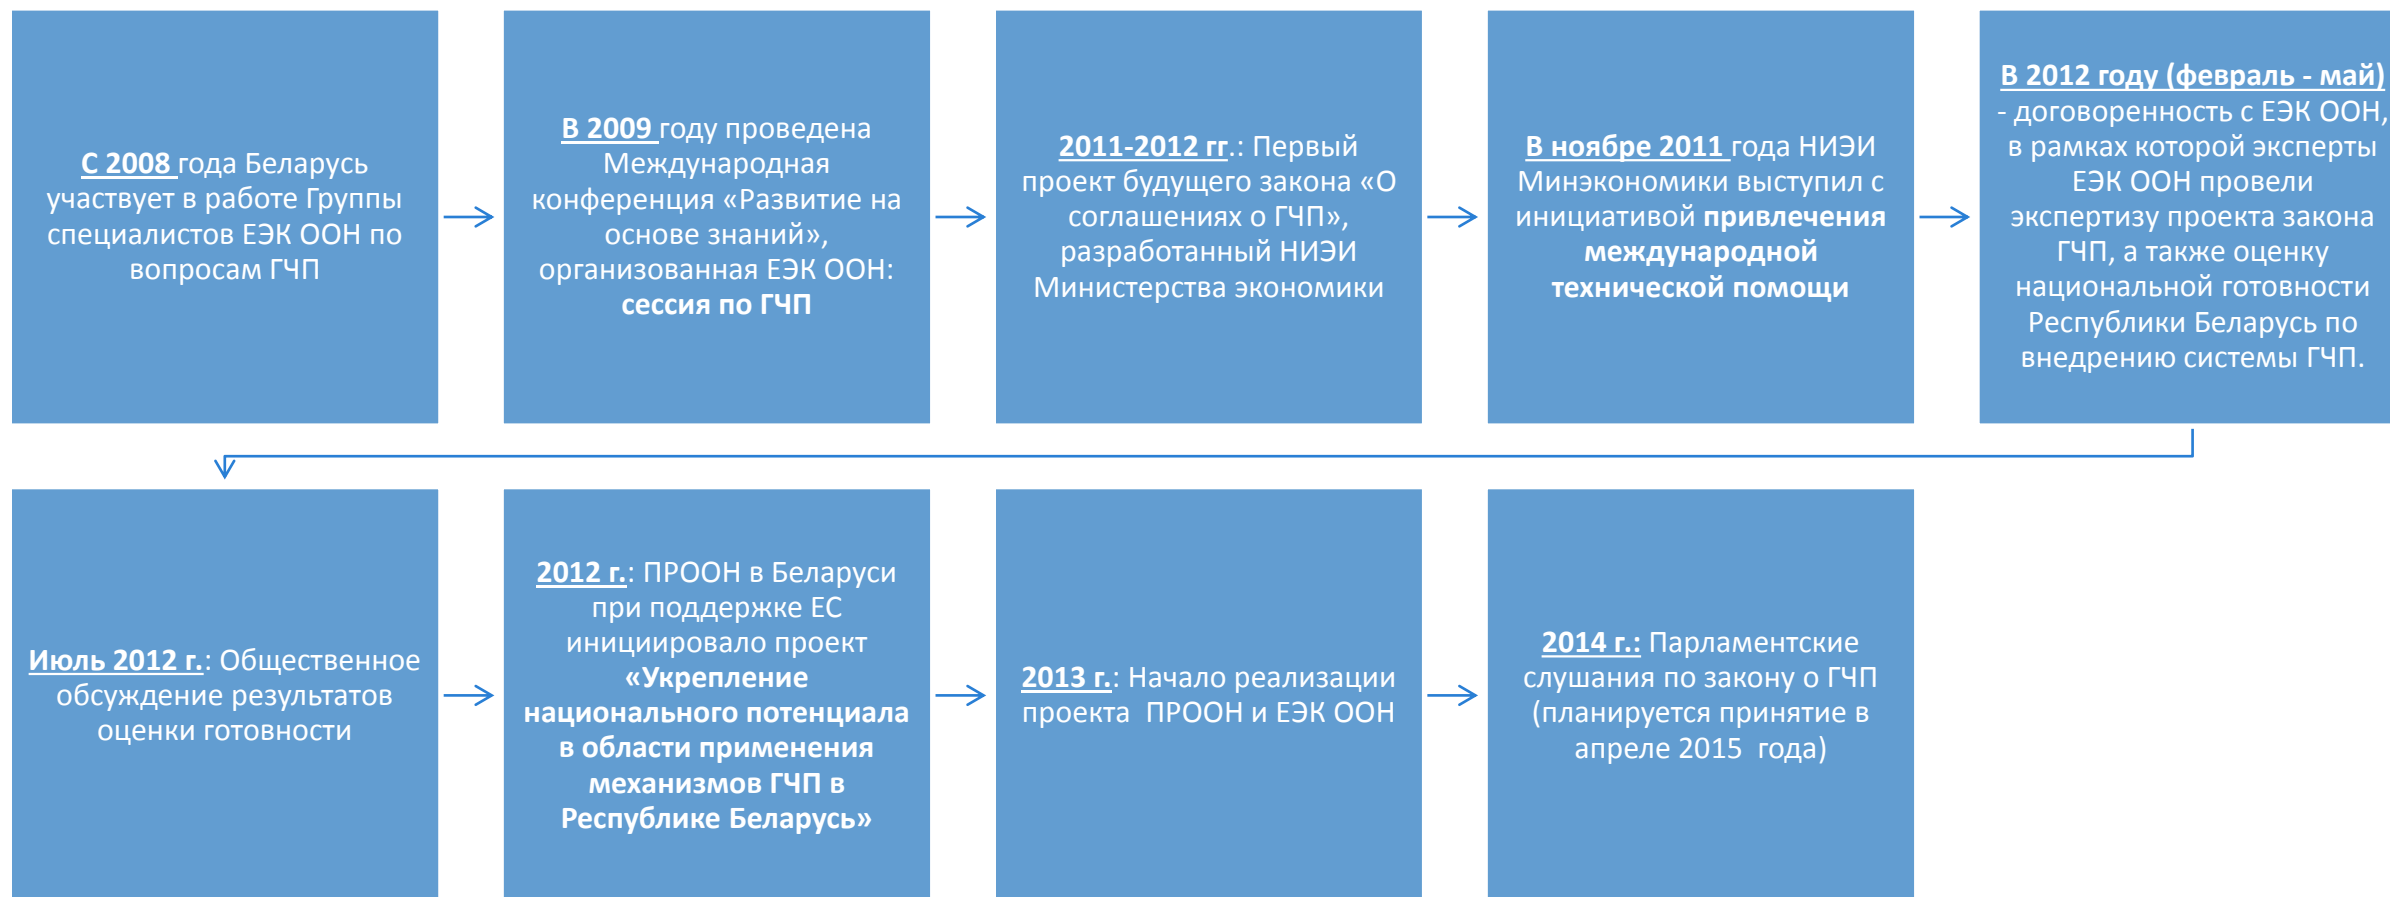 С 2008 года Беларусь
участвует в работе Группы
специалистов ЕЭК ООН по
вопросам ГЧП
В 2009 году проведена
Международная
конференция «Развитие на
основе знаний»,
организованная ЕЭК ООН:
сессия по ГЧП
2011-2012 гг.: Первый
проект будущего закона «О
соглашениях о ГЧП»,
разработанный НИЭИ
Министерства экономики
В ноябре 2011 года НИЭИ
Минэкономики выступил с
инициативой привлечения
международной
технической помощи
В 2012 году (февраль - май)
- договоренность с ЕЭК ООН,
в рамках которой эксперты
ЕЭК ООН провели
экспертизу проекта закона
ГЧП, а также оценку
национальной готовности
Республики Беларусь по
внедрению системы ГЧП.
Июль 2012 г.: Общественное
обсуждение результатов
оценки готовности
2012 г.: ПРООН в Беларуси
при поддержке ЕС
инициировало проект
«Укрепление
национального потенциала
в области применения
механизмов ГЧП в
Республике Беларусь»
2013 г.: Начало реализации
проекта ПРООН и ЕЭК ООН
2014 г.: Парламентские
слушания по закону о ГЧП
(планируется принятие в
апреле 2015 года)